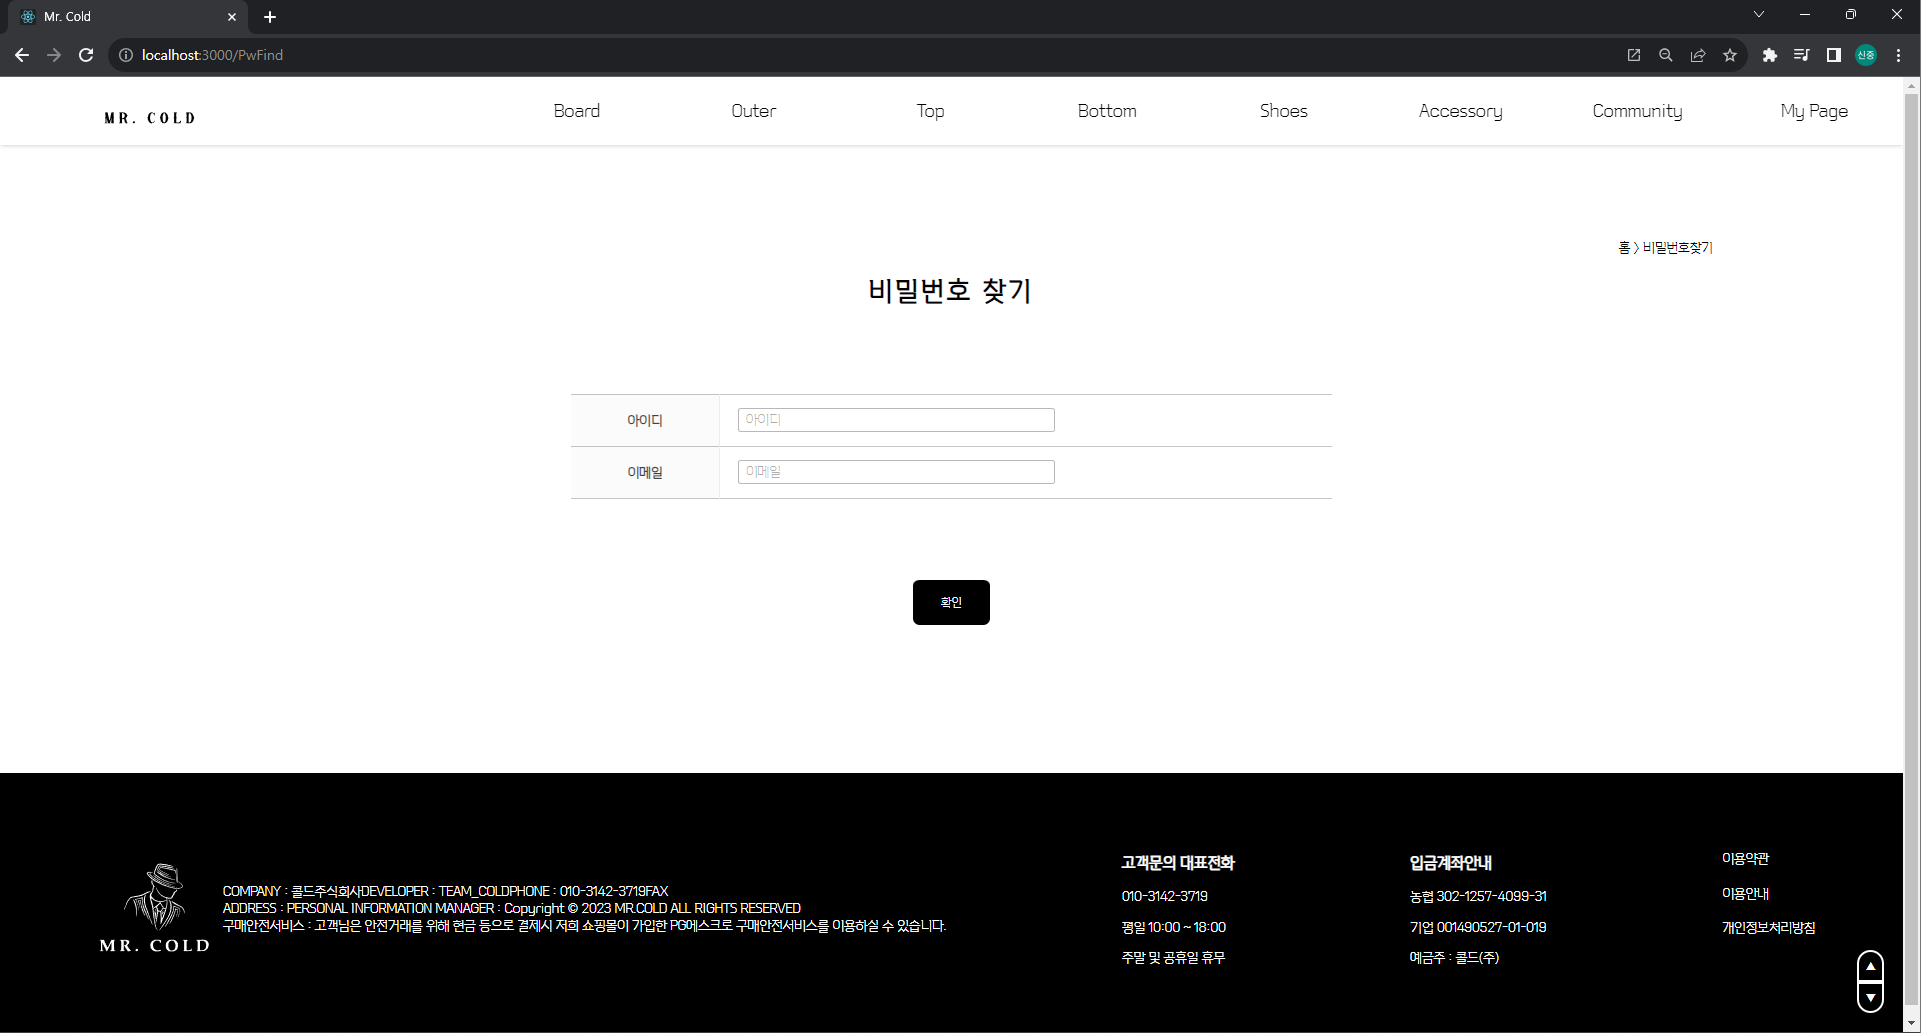 Mr. Cold
localhost:3000/PwFind
신중
MR. COLD
Board Outer Top Bottom Shoes Accessory Community My Page
홈 > 비밀번호찾기
비밀번호 찾기
아이디 아이디
이메일 이메일
확인
MR. COLD
COMPANY : 콜드주식회사DEVELOPER : TEAM_COLDPHONE : 010-3142-3719FAX
ADDRESS : PERSONAL INFORMATION MANAGER : Copyright © 2023 MR.COLD ALL RIGHTS RESERVED
구매안전서비스 : 고객님은 안전거래를 위해 현금 등으로 결제시 저희 쇼핑몰이 가입한 PG에스크로 구매안전서비스를 이용하실 수 있습니다.
고객문의 대표전화
010-3142-3719
평일 10:00 ~ 18:00
주말 및 공휴일 휴무
입금계좌안내
농협 302-1257-4099-31
기업 001490527-01-019
예금주 : 콜드(주)
이용약관
이용안내
개인정보처리방침